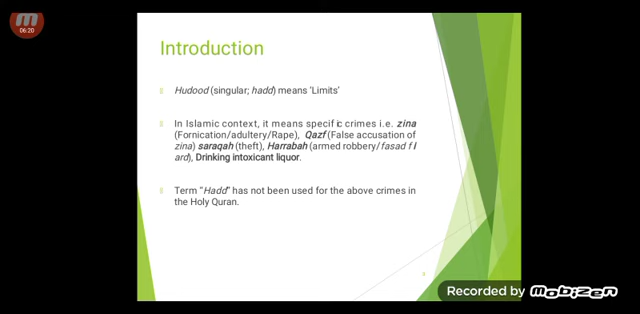 06:20
Introduction
Hudood (singular; hadd) means ‘Limits’
In Islamic context, it means specific crimes i.e. zina
(Fornication/adultery/Rape), Qazf (False accusation of
zina) saraqah (theft), Harrabah (armed robbery/fasad f l
ard), Drinking intoxicant liquor.
Term “Hadd” has not been used for the above crimes in
the Holy Quran.
Recorded by Mobizen